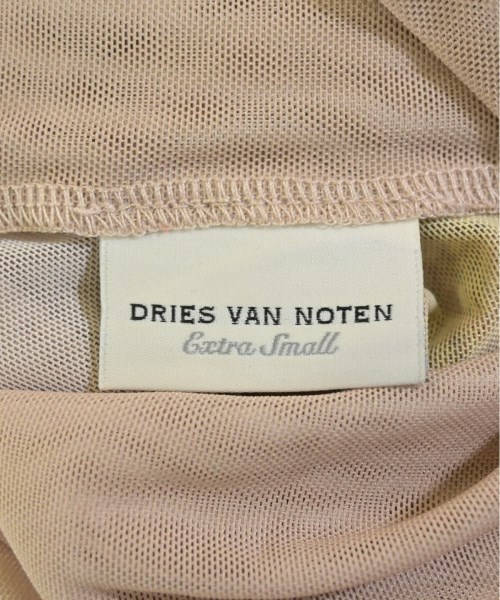 DRIES VAN NOTEN
Extra Small